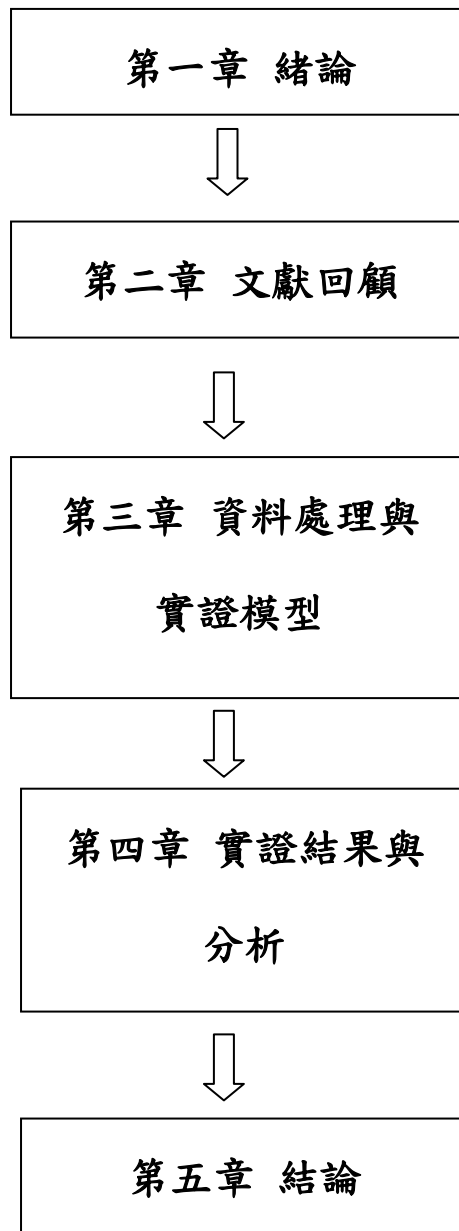 第一章 緒論
第二章 文獻回顧
第三章 資料處理與
實證模型
第四章 實證結果與
分析
第五章 結論